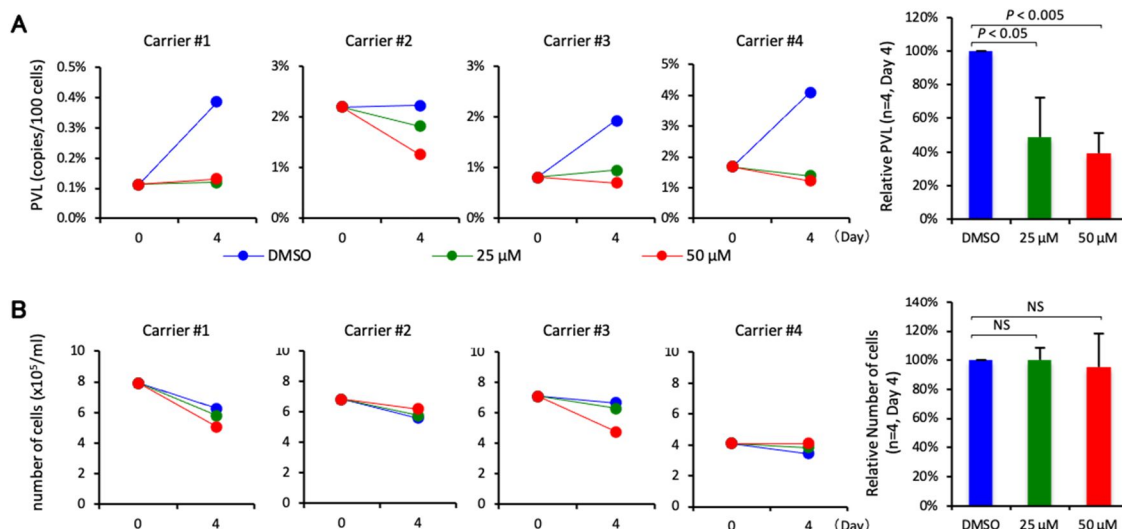 A
Carrier #1
Carrier #2
Carrier #3
Carrier #4
PVL (copies/100 cells)
0.5%
0.4%
0.3%
0.2%
0.1%
0.0%
0
4
3%
2%
1%
0%
0
4
3%
2%
1%
0%
0
4
5%
4%
3%
2%
1%
0%
0
4
(Day)
DMSO
25 μM
50 μM
Relative PVL (n=4, Day 4)
120%
100%
80%
60%
40%
20%
0%
P < 0.005
P < 0.05
DMSO
25 μM
50 μM
B
Carrier #1
Carrier #2
Carrier #3
Carrier #4
number of cells (x10⁵/ml)
10
8
6
4
2
0
0
4
10
8
6
4
2
0
0
4
10
8
6
4
2
0
0
4
10
8
6
4
2
0
0
4
(Day)
Relative Number of cells
(n=4, Day 4)
140%
120%
100%
80%
60%
40%
20%
0%
NS
NS
DMSO
25 μM
50 μM